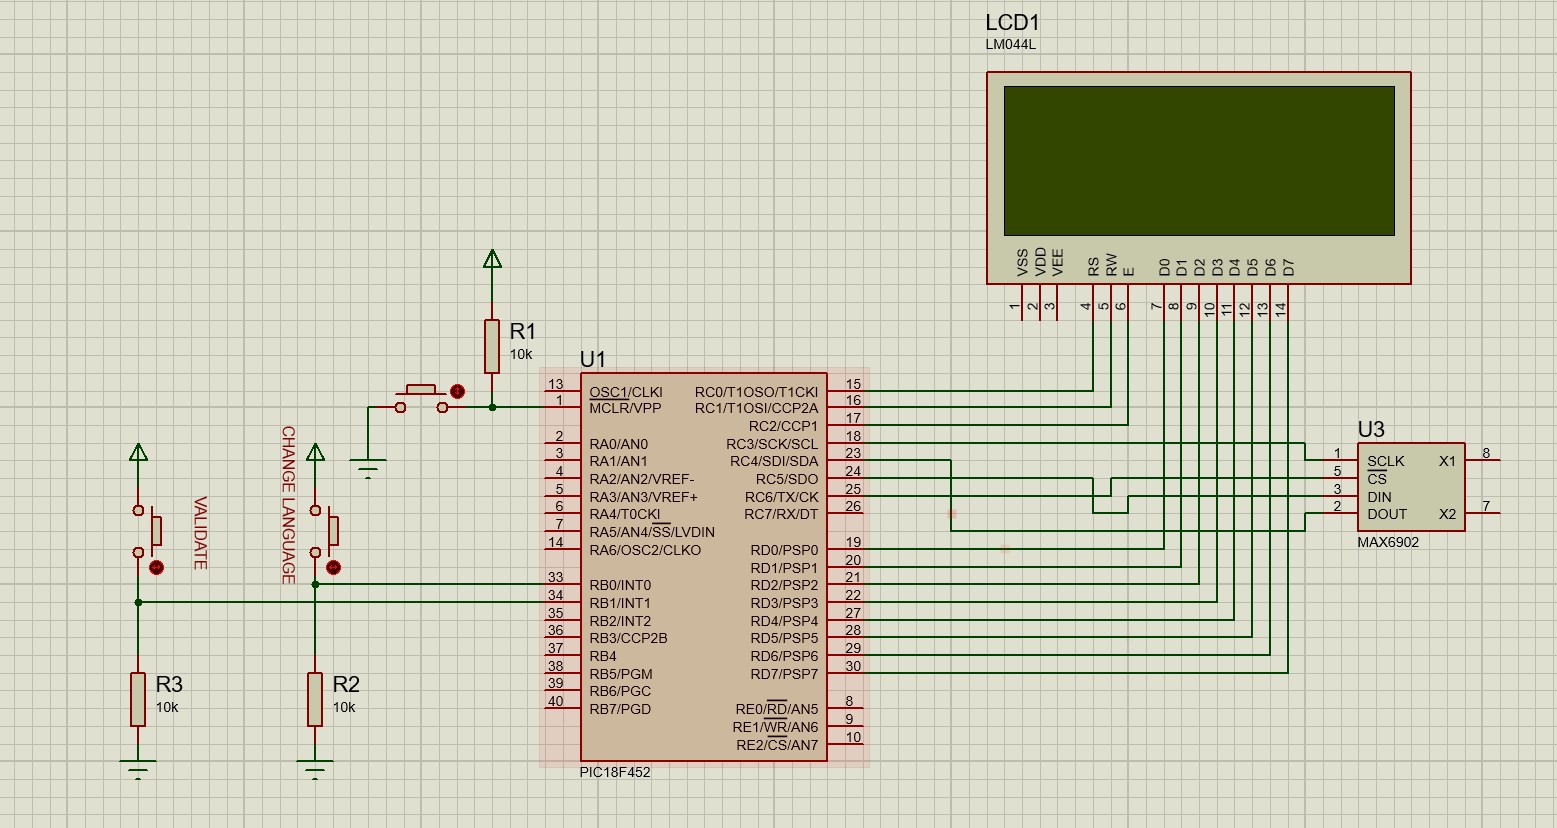 LCD1
LM044L
VSS
VDD
VEE
RS
RW
E
D0
D1
D2
D3
D4
D5
D6
D7
1
2
3
4
5
6
7
8
9
10
11
12
13
14
R1
10k
U1
13 OSC1/CLKI
1 MCLR/VPP
2 RA0/AN0
3 RA1/AN1
4 RA2/AN2/VREF-
5 RA3/AN3/VREF+
6 RA4/T0CKI
7 RA5/AN4/SS/LVDIN
14 RA6/OSC2/CLKO
33 RB0/INT0
34 RB1/INT1
35 RB2/INT2
36 RB3/CCP2B
37 RB4
38 RB5/PGM
39 RB6/PGC
40 RB7/PGD
RC0/T1OSO/T1CKI 15
RC1/T1OSI/CCP2A 16
RC2/CCP1 17
RC3/SCK/SCL 18
RC4/SDI/SDA 23
RC5/SDO 24
RC6/TX/CK 25
RC7/RX/DT 26
RD0/PSP0 19
RD1/PSP1 20
RD2/PSP2 21
RD3/PSP3 22
RD4/PSP4 27
RD5/PSP5 28
RD6/PSP6 29
RD7/PSP7 30
RE0/RD/AN5 8
RE1/WR/AN6 9
RE2/CS/AN7 10
PIC18F452
U3
1 SCLK
5 CS
3 DIN
2 DOUT
X1 8
X2 7
MAX6902
VALIDATE
CHANGE LANGUAGE
R3
10k
R2
10k